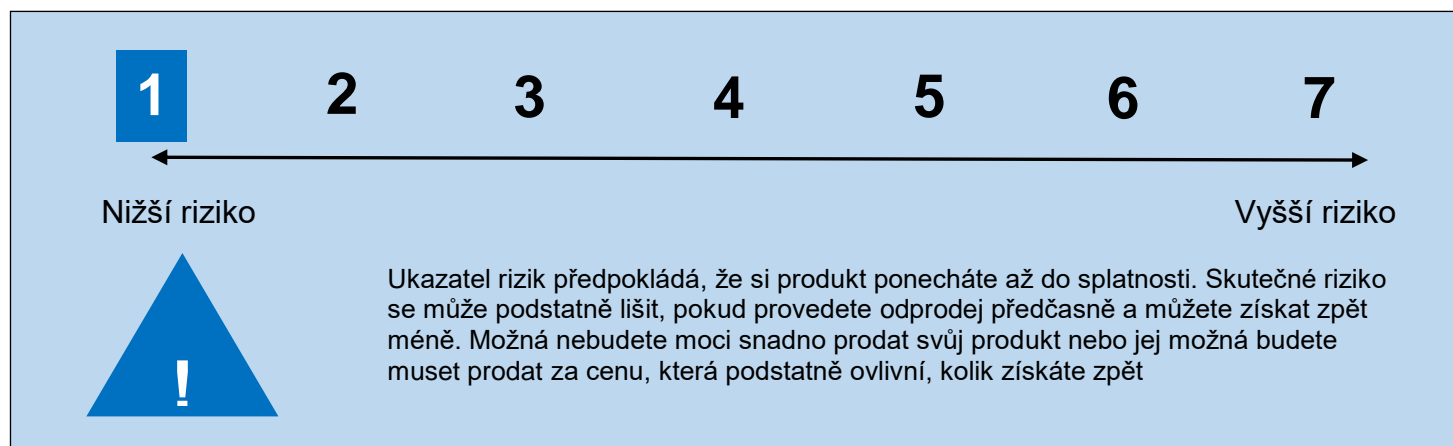 1 2 3 4 5 6 7
Nižší riziko Vyšší riziko
Ukazatel rizik předpokládá, že si produkt ponecháte až do splatnosti. Skutečné riziko
se může podstatně lišit, pokud provedete odprodej předčasně a můžete získat zpět
méně. Možná nebudete moci snadno prodat svůj produkt nebo jej možná budete
muset prodat za cenu, která podstatně ovlivní, kolik získáte zpět
!